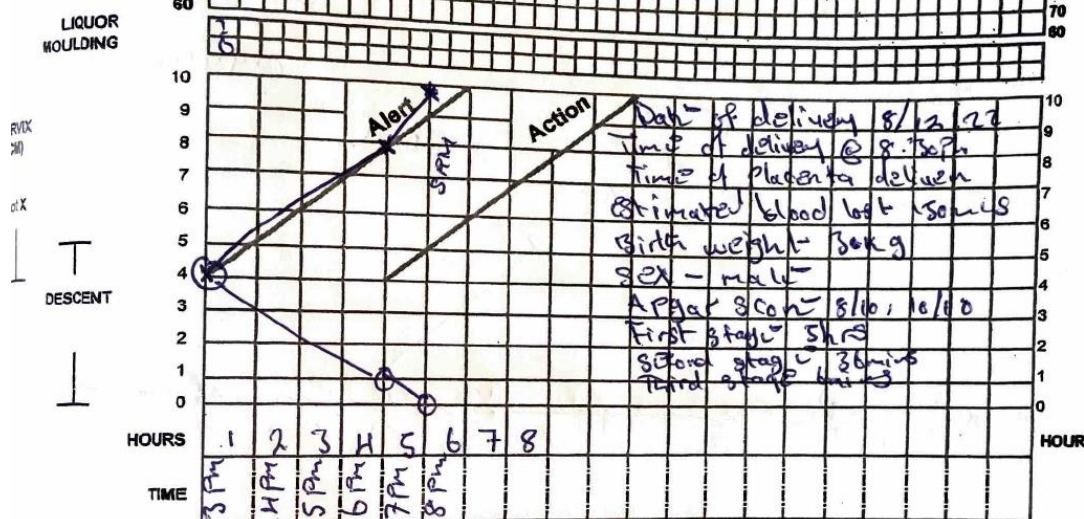 60 70
60
LIQUOR
MOULDING
10 10
9 Alert Action Date of delivery 8/12/22 9
8 Time of delivery @ 8:30Pm 8
7 SRM Time of Placenta deliven 7
6 Estimated blood lost 150mls 6
5 Birth weight 3.0kg 5
4 Sex - male 4
DESCENT
3 Apgar Score 8/10, 10/10 3
2 First stage 5hrs 2
1 Second stage 30mins 1
Third stage 6mins
0 0
HOURS 1 2 3 4 5 6 7 8 HOUR
TIME 3Pm 4Pm 5Pm 6Pm 7Pm 8Pm